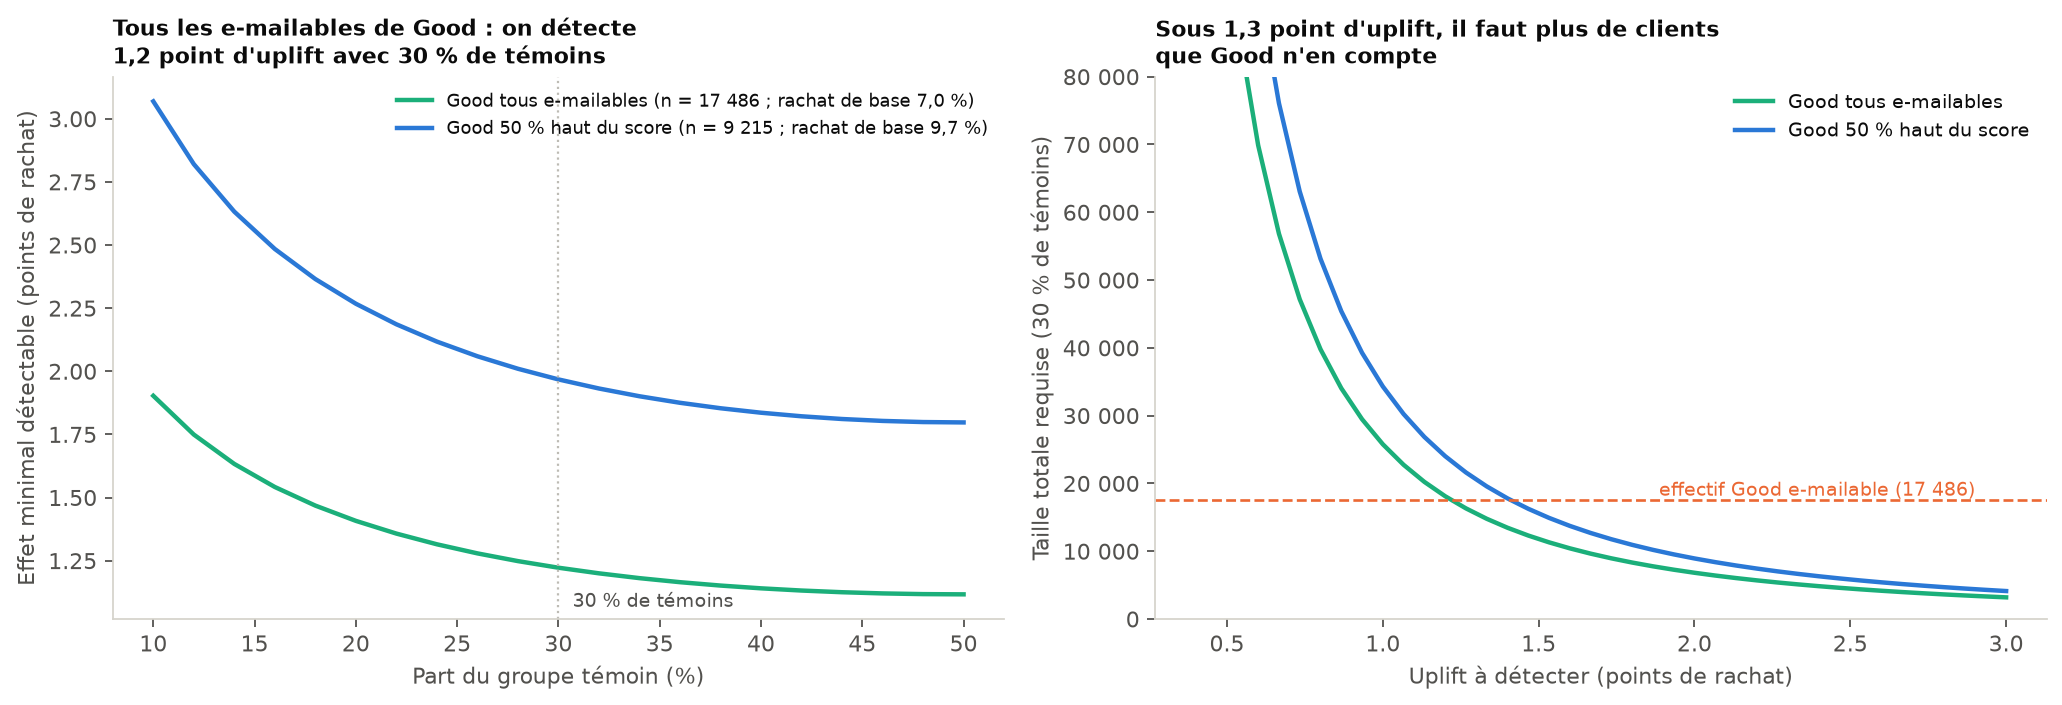 Tous les e-mailables de Good : on détecte
1,2 point d'uplift avec 30 % de témoins
Effet minimal détectable (points de rachat)
3.00
2.75
2.50
2.25
2.00
1.75
1.50
1.25
Good tous e-mailables (n = 17 486 ; rachat de base 7,0 %)
Good 50 % haut du score (n = 9 215 ; rachat de base 9,7 %)
30 % de témoins
10 15 20 25 30 35 40 45 50
Part du groupe témoin (%)
Sous 1,3 point d'uplift, il faut plus de clients
que Good n'en compte
Taille totale requise (30 % de témoins)
80 000
70 000
60 000
50 000
40 000
30 000
20 000
10 000
0
Good tous e-mailables
Good 50 % haut du score
effectif Good e-mailable (17 486)
0.5 1.0 1.5 2.0 2.5 3.0
Uplift à détecter (points de rachat)